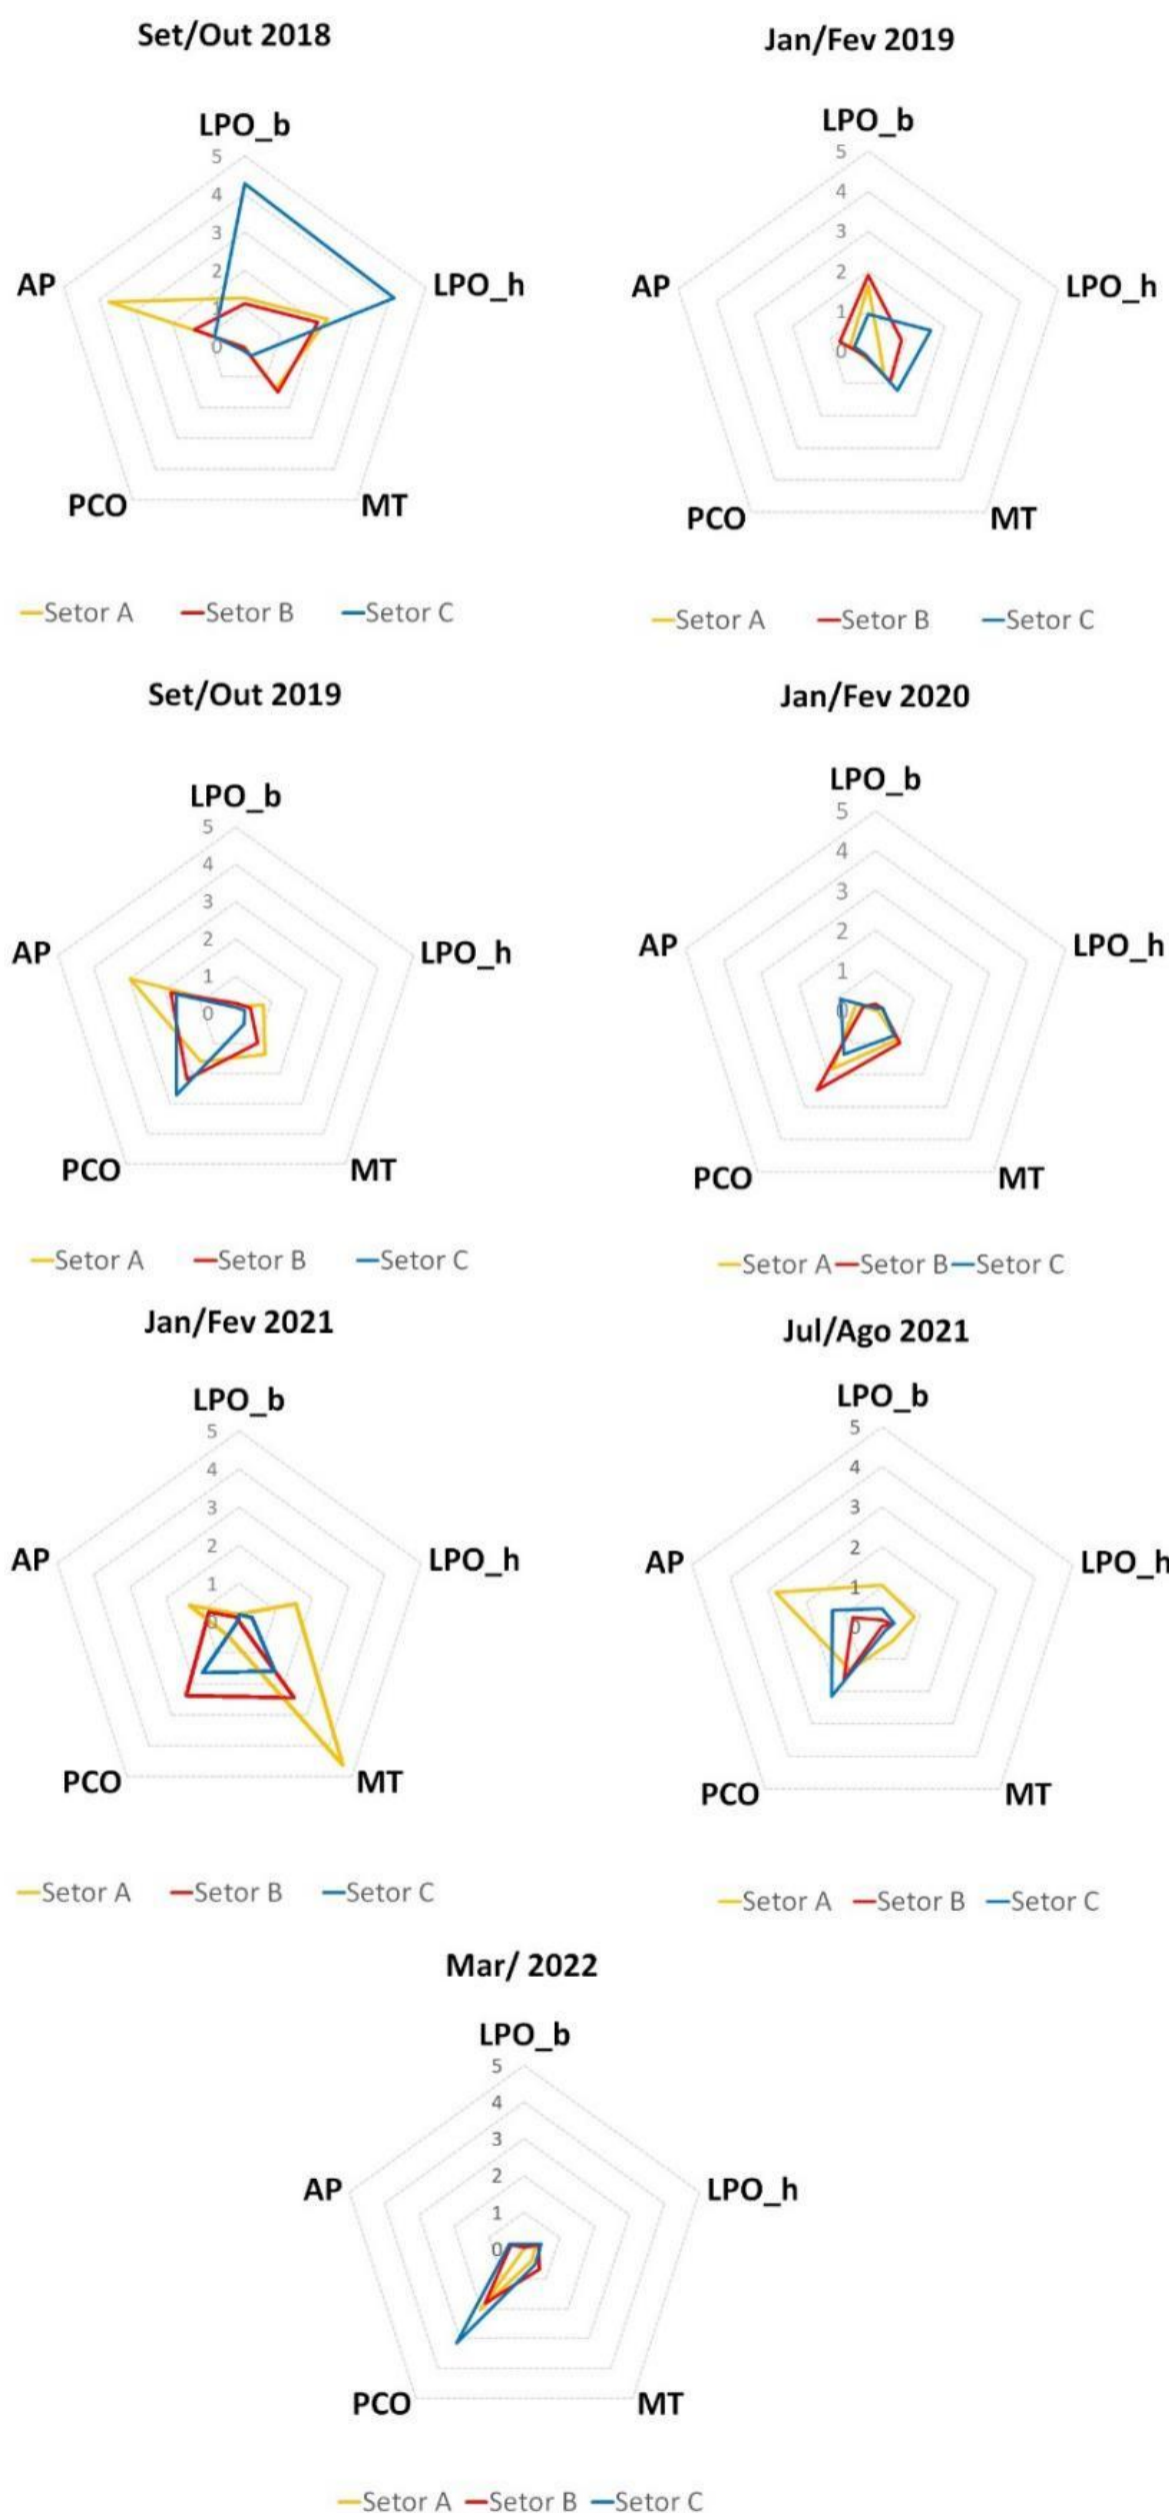 Set/Out 2018
LPO_b
5
4
3
2
1
0
AP
LPO_h
PCO
MT
Setor A Setor B Setor C
Jan/Fev 2019
LPO_b
5
4
3
2
1
0
AP
LPO_h
PCO
MT
Setor A Setor B Setor C
Set/Out 2019
LPO_b
5
4
3
2
1
0
AP
LPO_h
PCO
MT
Setor A Setor B Setor C
Jan/Fev 2020
LPO_b
5
4
3
2
1
0
AP
LPO_h
PCO
MT
Setor A Setor B Setor C
Jan/Fev 2021
LPO_b
5
4
3
2
1
0
AP
LPO_h
PCO
MT
Setor A Setor B Setor C
Jul/Ago 2021
LPO_b
5
4
3
2
1
0
AP
LPO_h
PCO
MT
Setor A Setor B Setor C
Mar/ 2022
LPO_b
5
4
3
2
1
0
AP
LPO_h
PCO
MT
Setor A Setor B Setor C